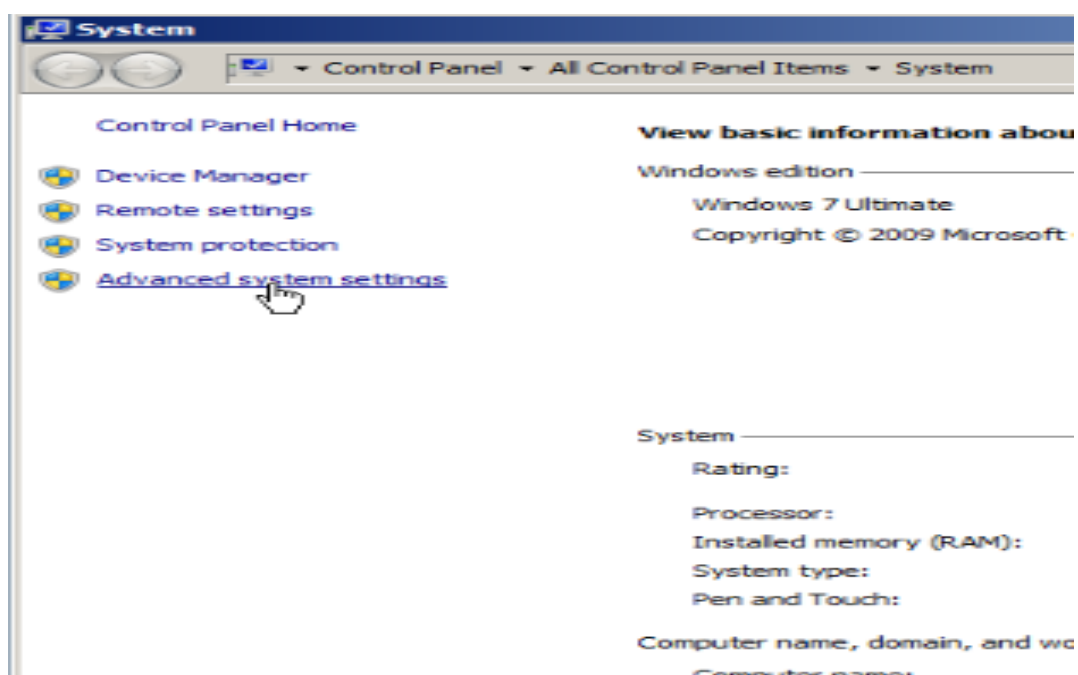 System
Control Panel All Control Panel Items System
Control Panel Home
Device Manager
Remote settings
System protection
Advanced system settings
View basic information abou
Windows edition
Windows 7 Ultimate
Copyright © 2009 Microsoft
System
Rating:
Processor:
Installed memory (RAM):
System type:
Pen and Touch:
Computer name, domain, and wo
Computer name: